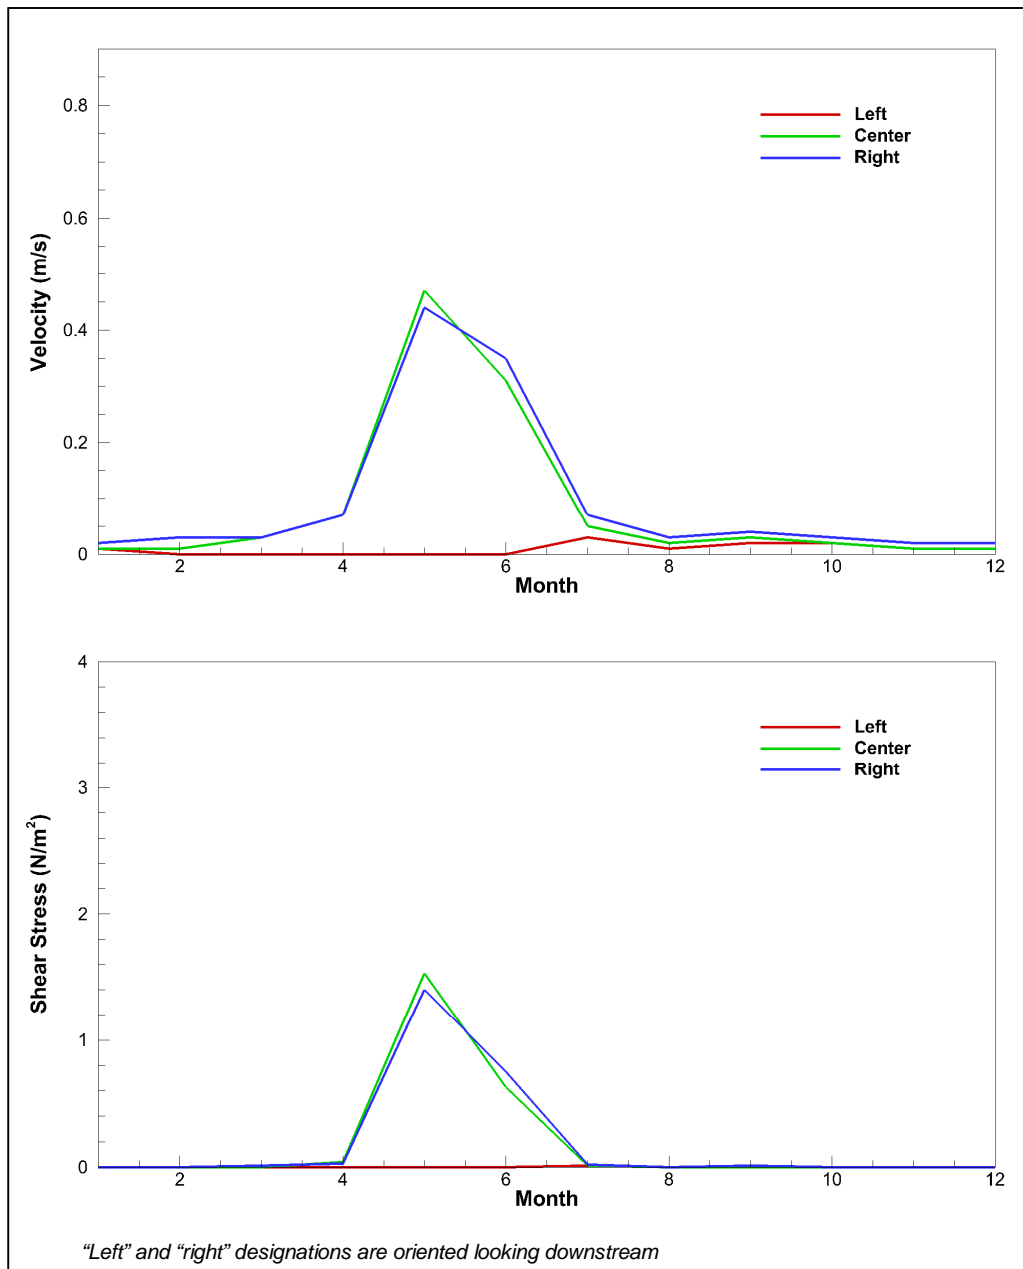 0.8
0.6
0.4
0.2
0
Velocity (m/s)
Left
Center
Right
2 4 6 8 10 12
Month
4
3
2
1
0
Shear Stress (N/m²)
Left
Center
Right
2 4 6 8 10 12
Month
“Left” and “right” designations are oriented looking downstream